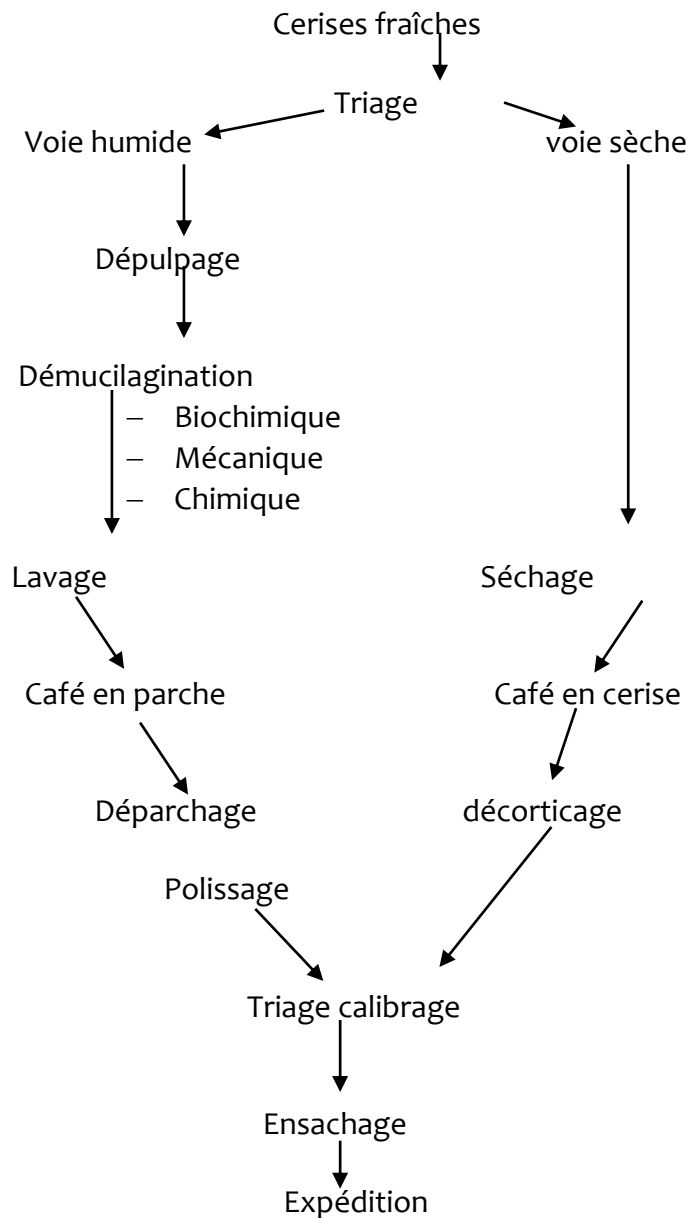 Cerises fraîches
Triage
Voie humide
voie sèche
Dépulpage
Démucilagination
– Biochimique
– Mécanique
– Chimique
Lavage
Séchage
Café en parche
Café en cerise
Déparchage
décorticage
Polissage
Triage calibrage
Ensachage
Expédition